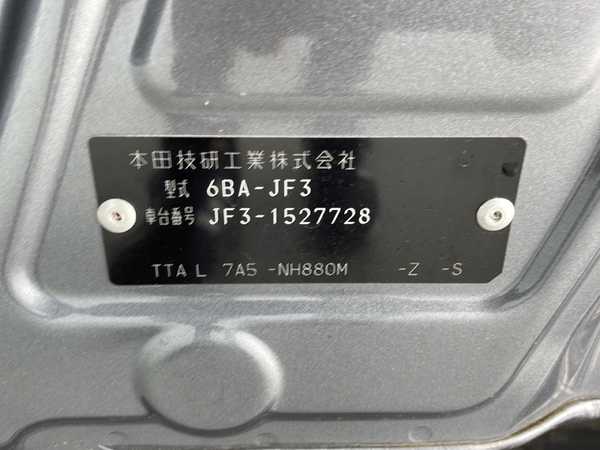 本田技研工業株式会社
型式 6BA-JF3
車台番号 JF3-1527728
TTA L 7A5 -NH880M -Z -S